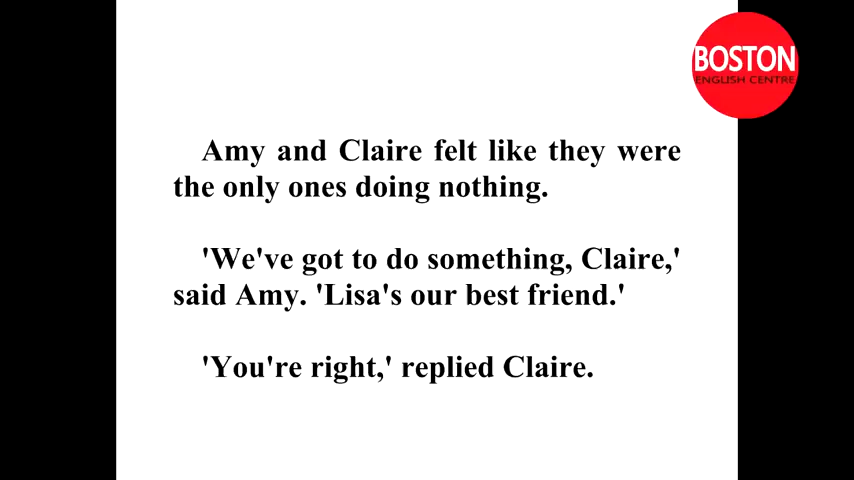 BOSTON
ENGLISH CENTRE
Amy and Claire felt like they were
the only ones doing nothing.
'We've got to do something, Claire,'
said Amy. 'Lisa's our best friend.'
'You're right,' replied Claire.